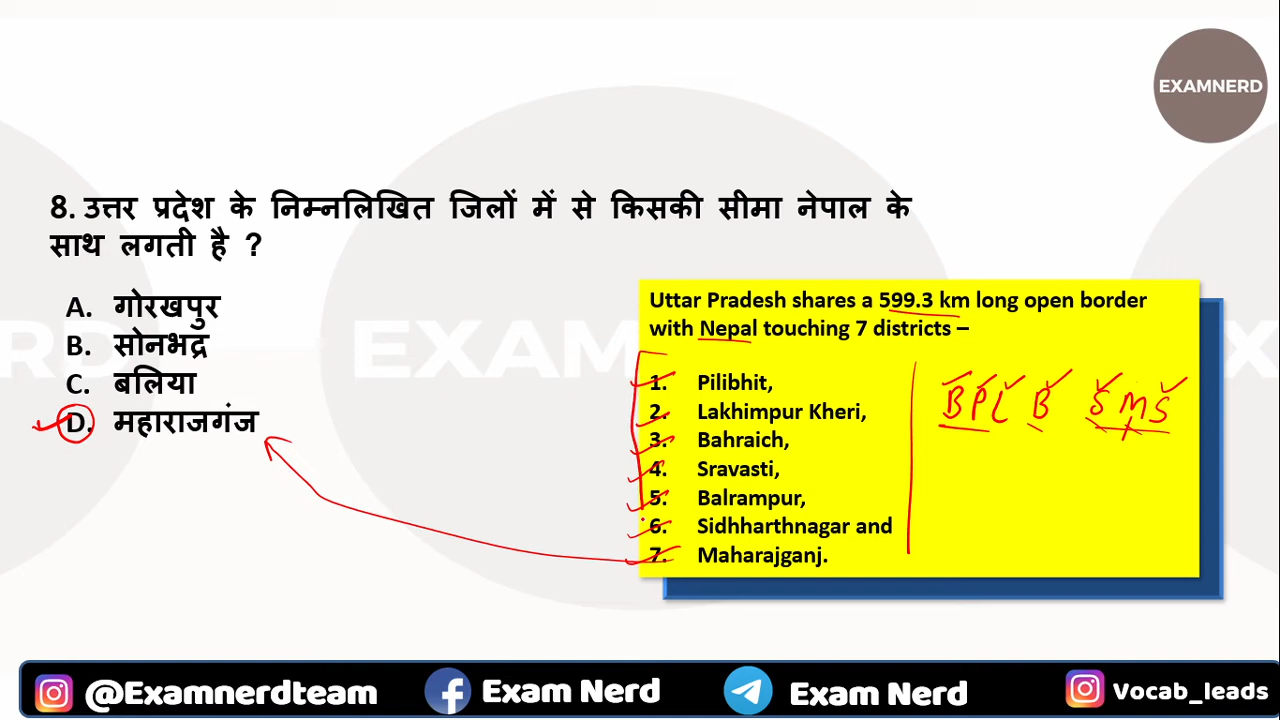 EXAMNERD
8. उत्तर प्रदेश के निम्नलिखित जिलों में से किसकी सीमा नेपाल के
साथ लगती है ?
A. गोरखपुर
B. सोनभद्र
C. बलिया
D. महाराजगंज
Uttar Pradesh shares a 599.3 km long open border
with Nepal touching 7 districts –
1. Pilibhit,
2. Lakhimpur Kheri,
3. Bahraich,
4. Sravasti,
5. Balrampur,
6. Sidhharthnagar and
7. Maharajganj.
BPL B SMS
@Examnerdteam
Exam Nerd
Exam Nerd
Vocab_leads